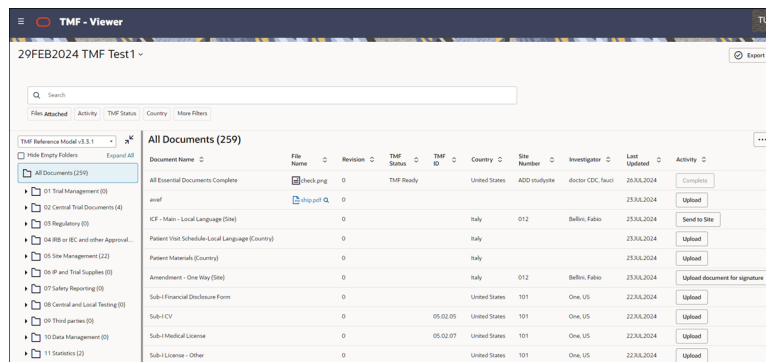 TMF - Viewer
29FEB2024 TMF Test1
Export
Search
Files Attached Activity TMF Status Country More Filters
TMF Reference Model v3.3.1
Hide Empty Folders Expand All
All Documents (259)
01 Trial Management (0)
02 Central Trial Documents (4)
03 Regulatory (0)
04 IRB or IEC and other Approval...
05 Site Management (22)
06 IP and Trial Supplies (0)
07 Safety Reporting (0)
08 Central and Local Testing (0)
09 Third parties (0)
10 Data Management (0)
11 Statistics (2)
All Documents (259)
Document Name File Name Revision TMF Status TMF ID Country Site Number Investigator Last Updated Activity
All Essential Documents Complete check.png 0 TMF Ready United States ADD studysite doctor CDC, fauci 26JUL2024 Complete
avef ship.pdf 0 23JUL2024 Upload
ICF - Main - Local Language (Site) 0 Italy 012 Bellini, Fabio 23JUL2024 Send to Site
Patient Visit Schedule-Local Language (Country) 0 Italy 23JUL2024 Upload
Patient Materials (Country) 0 Italy 23JUL2024 Upload
Amendment - One Way (Site) 0 Italy 012 Bellini, Fabio 23JUL2024 Upload document for signature
Sub-I Financial Disclosure Form 0 United States 101 One, US 22JUL2024 Upload
Sub-I CV 0 05.02.05 United States 101 One, US 22JUL2024 Upload
Sub-I Medical License 0 05.02.07 United States 101 One, US 22JUL2024 Upload
Sub-I License - Other 0 United States 101 One, US 22JUL2024 Upload